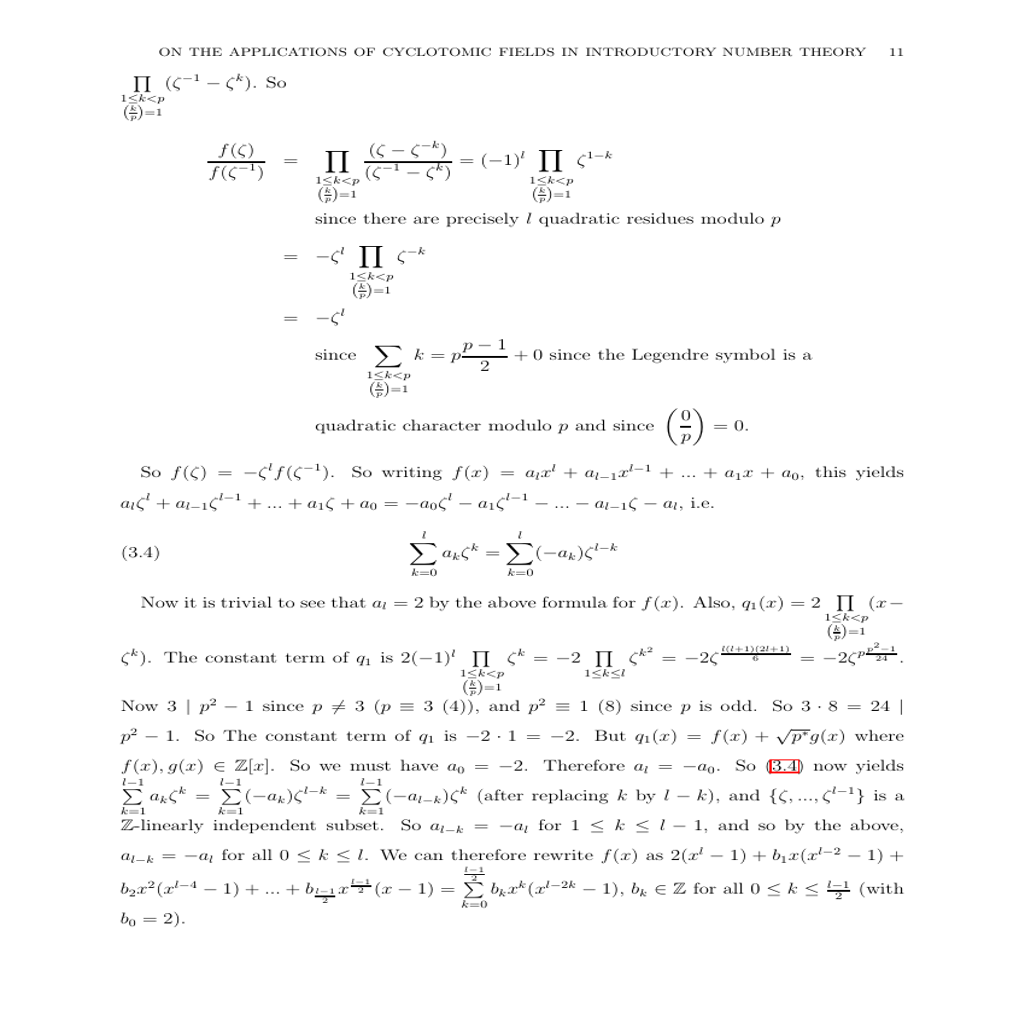 ON THE APPLICATIONS OF CYCLOTOMIC FIELDS IN INTRODUCTORY NUMBER THEORY 11
$\prod_{\substack{1\le k<p\\ \left(\frac{k}{p}\right)=1}}(\zeta^{-1}-\zeta^{k})$. So
$\frac{f(\zeta)}{f(\zeta^{-1})} = \prod_{\substack{1\le k<p\\ \left(\frac{k}{p}\right)=1}}\frac{(\zeta-\zeta^{-k})}{(\zeta^{-1}-\zeta^{k})} = (-1)^l\prod_{\substack{1\le k<p\\ \left(\frac{k}{p}\right)=1}}\zeta^{1-k}$
since there are precisely $l$ quadratic residues modulo $p$
$= -\zeta^l\prod_{\substack{1\le k<p\\ \left(\frac{k}{p}\right)=1}}\zeta^{-k}$
$= -\zeta^l$
since $\sum_{\substack{1\le k<p\\ \left(\frac{k}{p}\right)=1}} k = p\frac{p-1}{2}+0$ since the Legendre symbol is a
quadratic character modulo $p$ and since $\left(\frac{0}{p}\right)=0$.
So $f(\zeta) = -\zeta^l f(\zeta^{-1})$. So writing $f(x) = a_lx^l + a_{l-1}x^{l-1} + ... + a_1x + a_0$, this yields
$a_l\zeta^l + a_{l-1}\zeta^{l-1} + ... + a_1\zeta + a_0 = -a_0\zeta^l - a_1\zeta^{l-1} - ... - a_{l-1}\zeta - a_l$, i.e.
(3.4) $\sum_{k=0}^{l} a_k\zeta^k = \sum_{k=0}^{l}(-a_k)\zeta^{l-k}$
Now it is trivial to see that $a_l = 2$ by the above formula for $f(x)$. Also, $q_1(x) = 2\prod_{\substack{1\le k<p\\ \left(\frac{k}{p}\right)=1}}(x-$
$\zeta^k)$. The constant term of $q_1$ is $2(-1)^l\prod_{\substack{1\le k<p\\ \left(\frac{k}{p}\right)=1}}\zeta^k = -2\prod_{1\le k\le l}\zeta^{k^2} = -2\zeta^{\frac{l(l+1)(2l+1)}{6}} = -2\zeta^{p\frac{p^2-1}{24}}$.
Now $3 \mid p^2-1$ since $p \ne 3$ ($p \equiv 3$ (4)), and $p^2 \equiv 1$ (8) since $p$ is odd. So $3 \cdot 8 = 24 \mid$
$p^2 - 1$. So The constant term of $q_1$ is $-2 \cdot 1 = -2$. But $q_1(x) = f(x) + \sqrt{p^*}g(x)$ where
$f(x), g(x) \in \mathbb{Z}[x]$. So we must have $a_0 = -2$. Therefore $a_l = -a_0$. So (3.4) now yields
$\sum_{k=1}^{l-1} a_k\zeta^k = \sum_{k=1}^{l-1}(-a_k)\zeta^{l-k} = \sum_{k=1}^{l-1}(-a_{l-k})\zeta^k$ (after replacing $k$ by $l-k$), and $\{\zeta, ..., \zeta^{l-1}\}$ is a
$\mathbb{Z}$-linearly independent subset. So $a_{l-k} = -a_l$ for $1 \le k \le l-1$, and so by the above,
$a_{l-k} = -a_l$ for all $0 \le k \le l$. We can therefore rewrite $f(x)$ as $2(x^l-1) + b_1x(x^{l-2}-1) +$
$b_2x^2(x^{l-4}-1) + ... + b_{\frac{l-1}{2}}x^{\frac{l-1}{2}}(x-1) = \sum_{k=0}^{\frac{l-1}{2}} b_kx^k(x^{l-2k}-1)$, $b_k \in \mathbb{Z}$ for all $0 \le k \le \frac{l-1}{2}$ (with
$b_0 = 2$).